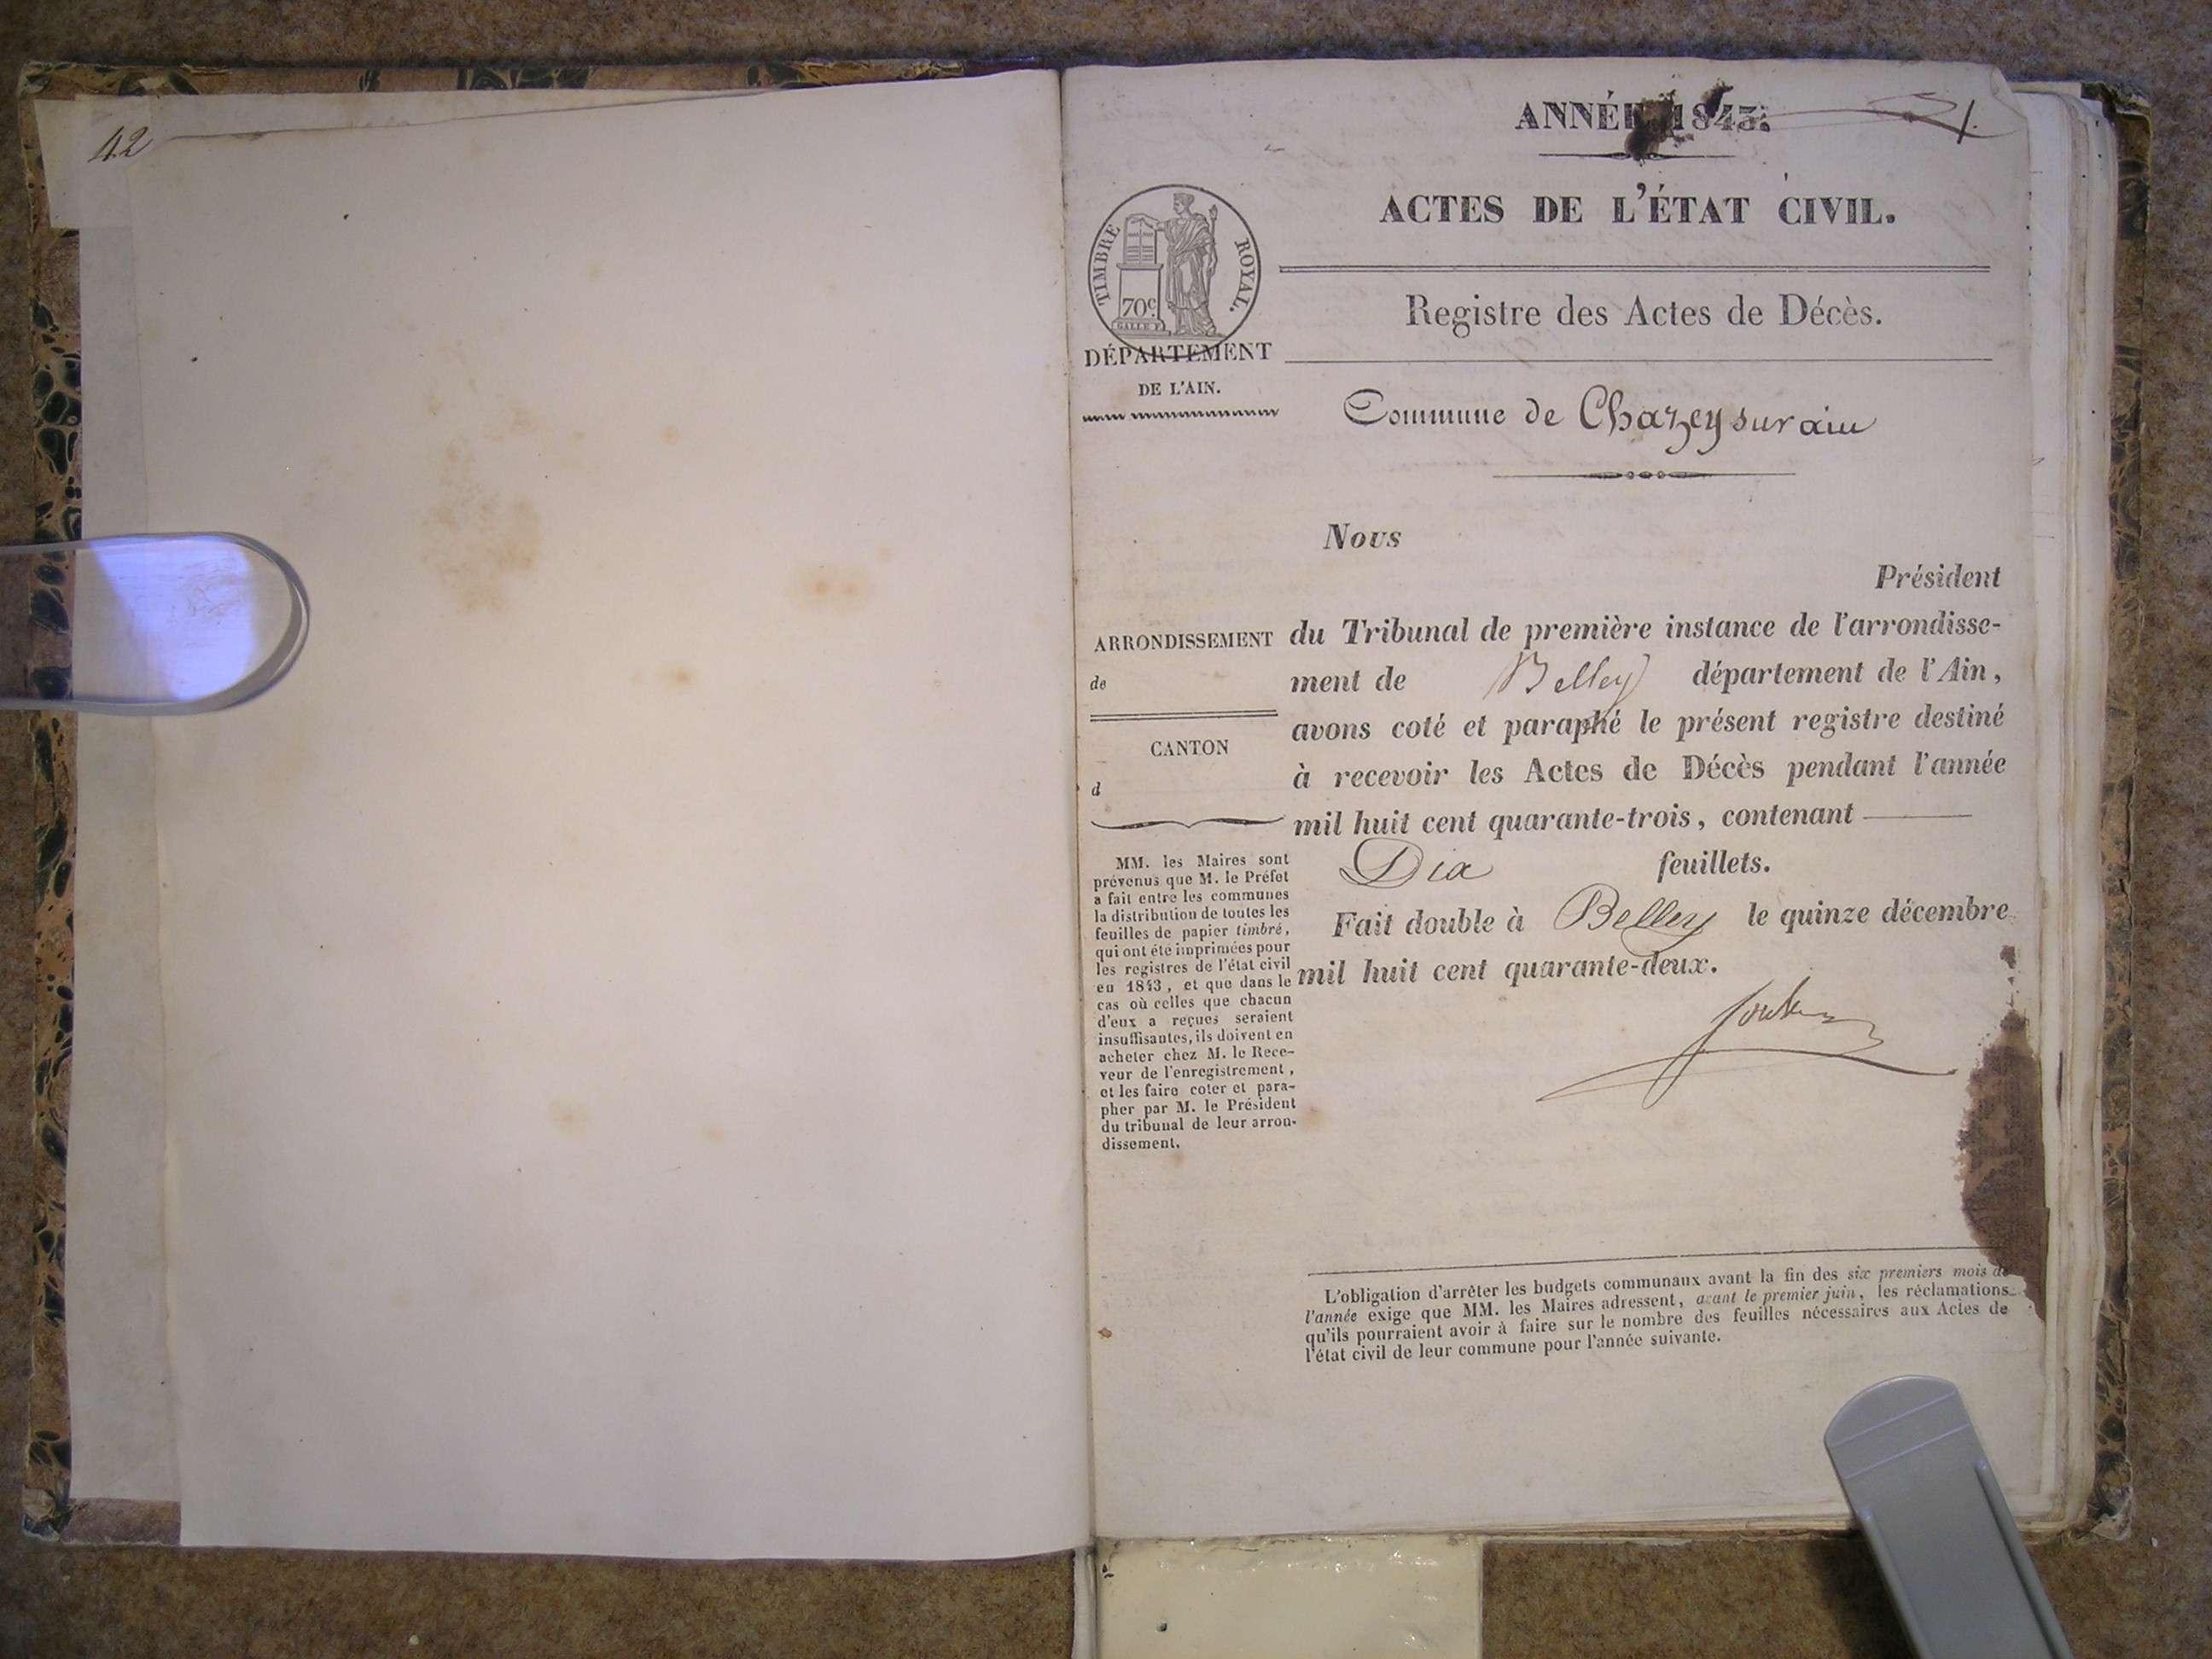 42
ANNÉE 1843.
1.
ACTES DE L'ÉTAT CIVIL.
TIMBRE ROYAL.
70c
GALLE F.
Registre des Actes de Décès.
DÉPARTEMENT
DE L'AIN.
Commune de Chazey sur ain
Nous
Président
du Tribunal de première instance de l'arrondisse-
ment de Belley département de l'Ain,
avons coté et paraphé le présent registre destiné
à recevoir les Actes de Décès pendant l'année
mil huit cent quarante-trois, contenant
Dix feuillets.
Fait double à Belley le quinze décembre
mil huit cent quarante-deux.
ARRONDISSEMENT
de
CANTON
d
MM. les Maires sont
prévenus que M. le Préfet
a fait entre les communes
la distribution de toutes les
feuilles de papier timbré,
qui ont été imprimées pour
les registres de l'état civil
en 1843, et que dans le
cas où celles que chacun
d'eux a reçues seraient
insuffisantes, ils doivent en
acheter chez M. le Rece-
veur de l'enregistrement,
et les faire coter et para-
pher par M. le Président
du tribunal de leur arron-
dissement.
L'obligation d'arrêter les budgets communaux avant la fin des six premiers mois de
l'année exige que MM. les Maires adressent, avant le premier juin, les réclamations
qu'ils pourraient avoir à faire sur le nombre des feuilles nécessaires aux Actes de
l'état civil de leur commune pour l'année suivante.